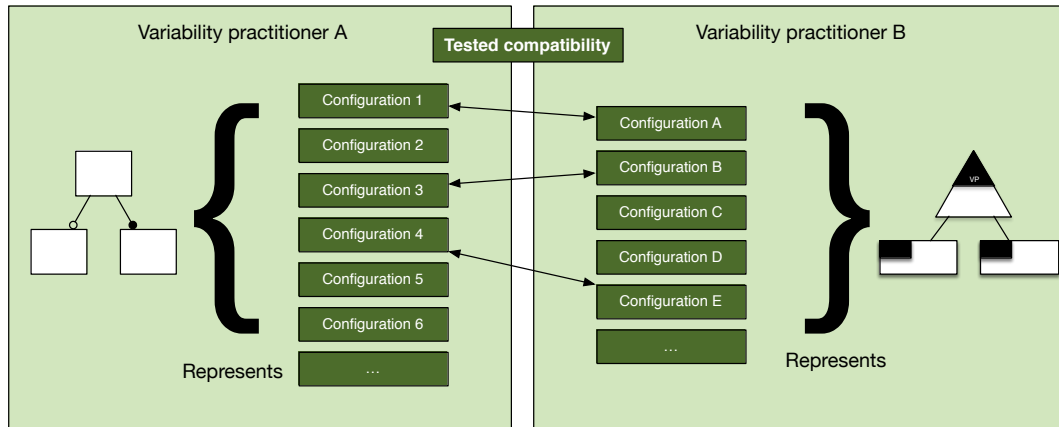 Variability practitioner A
Tested compatibility
Variability practitioner B
Configuration 1
Configuration 2
Configuration 3
Configuration 4
Configuration 5
Configuration 6
...
Represents
Configuration A
Configuration B
Configuration C
Configuration D
Configuration E
...
Represents
VP